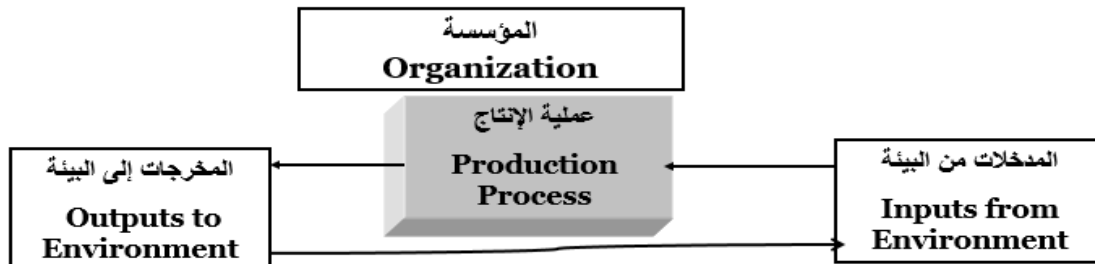 المؤسسة
Organization
عملية الإنتاج
Production
Process
المدخلات من البيئة
Inputs from
Environment
المخرجات إلى البيئة
Outputs to
Environment